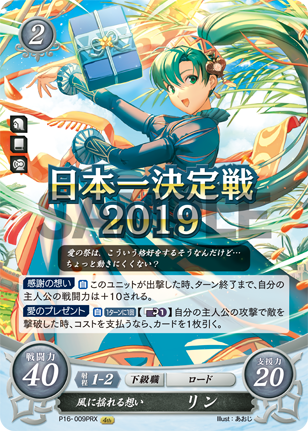 2
日本一決定戦
2019
SAMPLE
愛の祭は、こういう格好をするそうなんだけど…
ちょっと動きにくくない？
感謝の想い 自 このユニットが出撃した時、ターン終了まで、自分の
主人公の戦闘力は＋10される。
愛のプレゼント 自 [ターンに1回] [1] 自分の主人公の攻撃で敵を
撃破した時、コストを支払うなら、カードを1枚引く。
戦闘力 40 射程 1-2 下級職 ロード 支援力 20
風に揺れる想い リン
P16-009PRX 4th Illust：あおじ